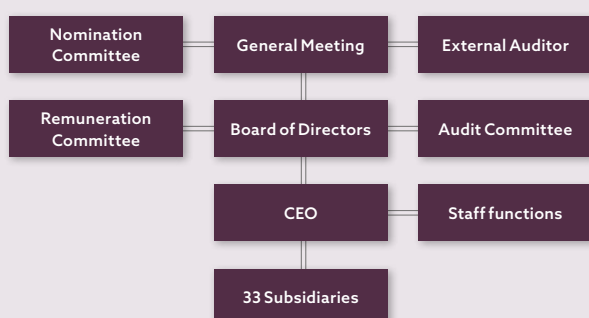 Nomination
Committee
General Meeting
External Auditor
Remuneration
Committee
Board of Directors
Audit Committee
CEO
Staff functions
33 Subsidiaries